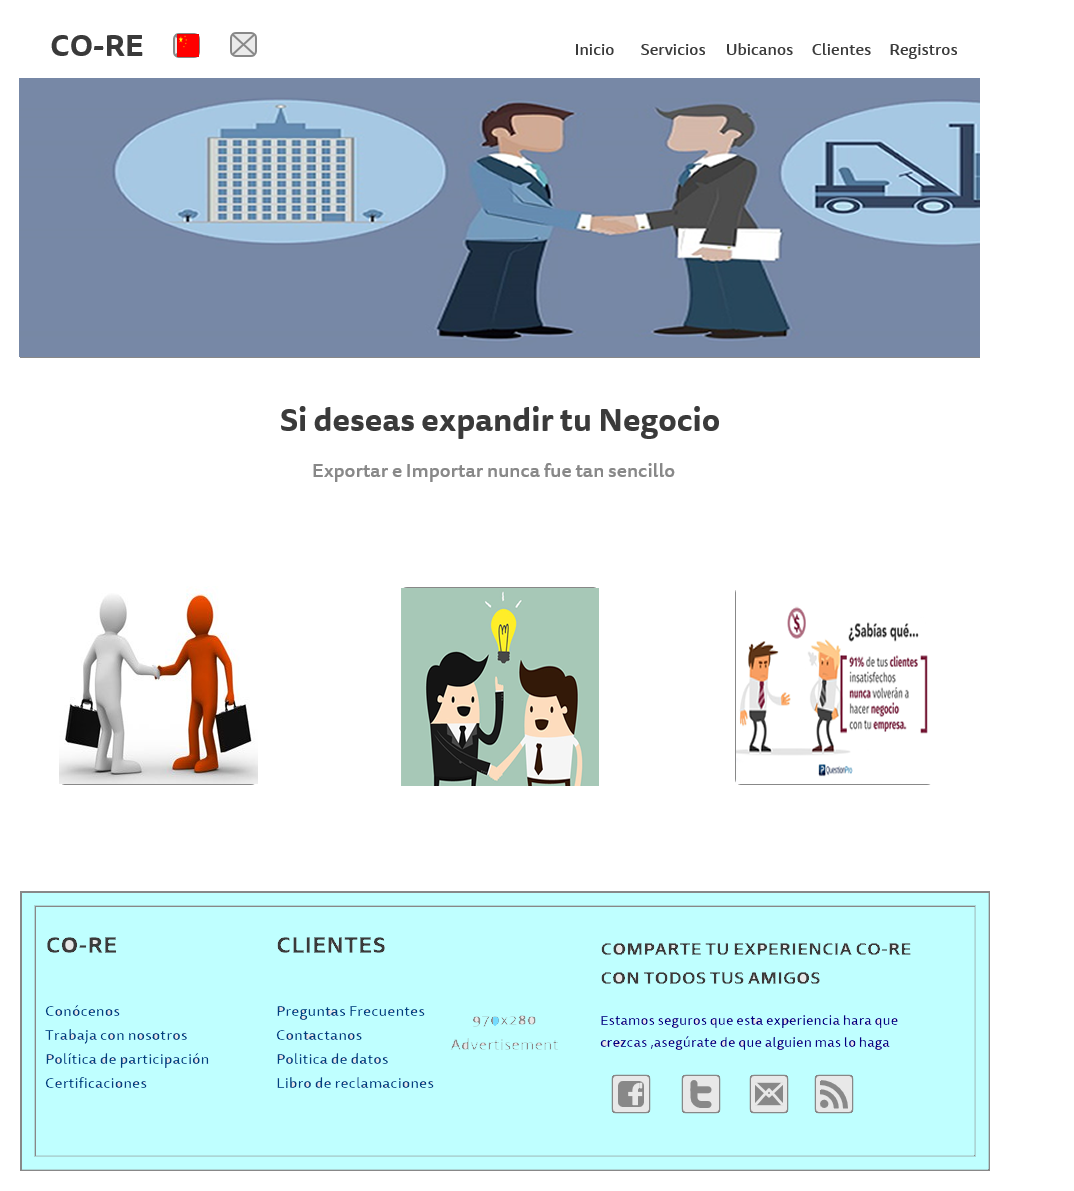 CO-RE
Inicio Servicios Ubicanos Clientes Registros
Si deseas expandir tu Negocio
Exportar e Importar nunca fue tan sencillo
¿Sabías qué...
91% de tus clientes
insatisfechos
nunca volverán a
hacer negocio
con tu empresa.
QuestionPro
CO-RE
Conócenos
Trabaja con nosotros
Política de participación
Certificaciones
CLIENTES
Preguntas Frecuentes
Contactanos
Politica de datos
Libro de reclamaciones
970x280
Advertisement
COMPARTE TU EXPERIENCIA CO-RE
CON TODOS TUS AMIGOS
Estamos seguros que esta experiencia hara que
crezcas ,asegúrate de que alguien mas lo haga